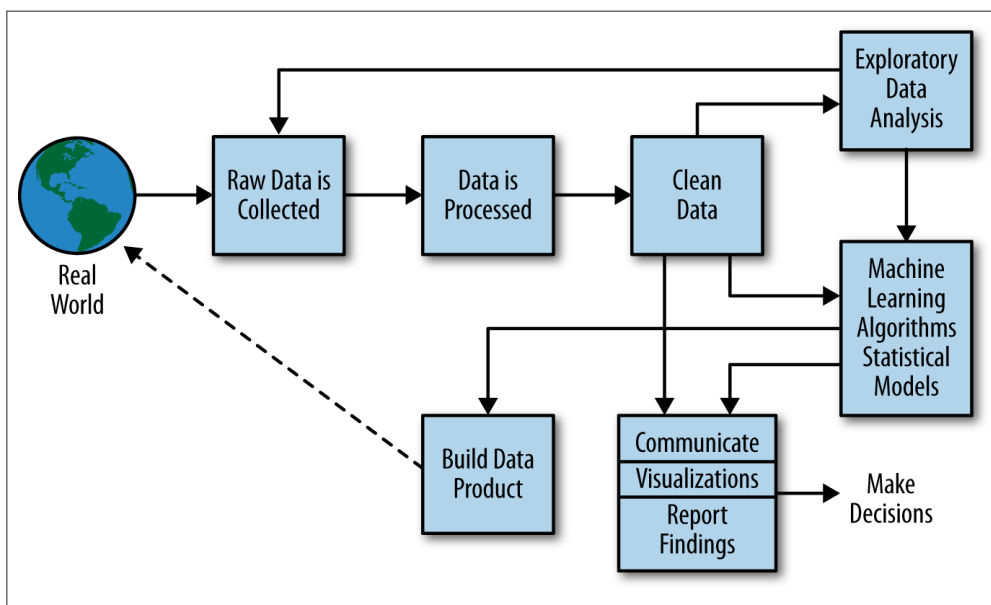 Exploratory
Data
Analysis
Raw Data is
Collected
Data is
Processed
Clean
Data
Real
World
Machine
Learning
Algorithms
Statistical
Models
Build Data
Product
Communicate
Visualizations
Report
Findings
Make
Decisions